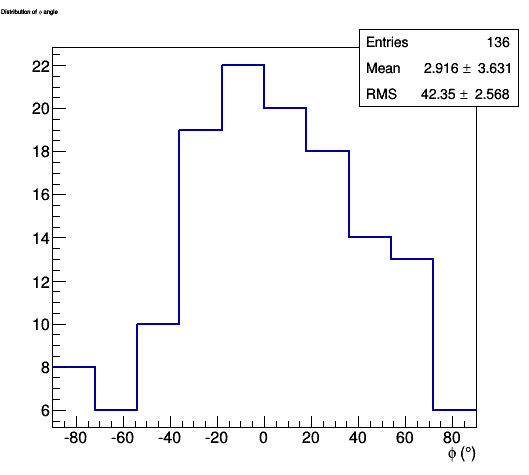 Distribution of φ angle
Entries 136
Mean 2.916 ± 3.631
RMS 42.35 ± 2.568
22
20
18
16
14
12
10
8
6
-80 -60 -40 -20 0 20 40 60 80
ϕ (°)